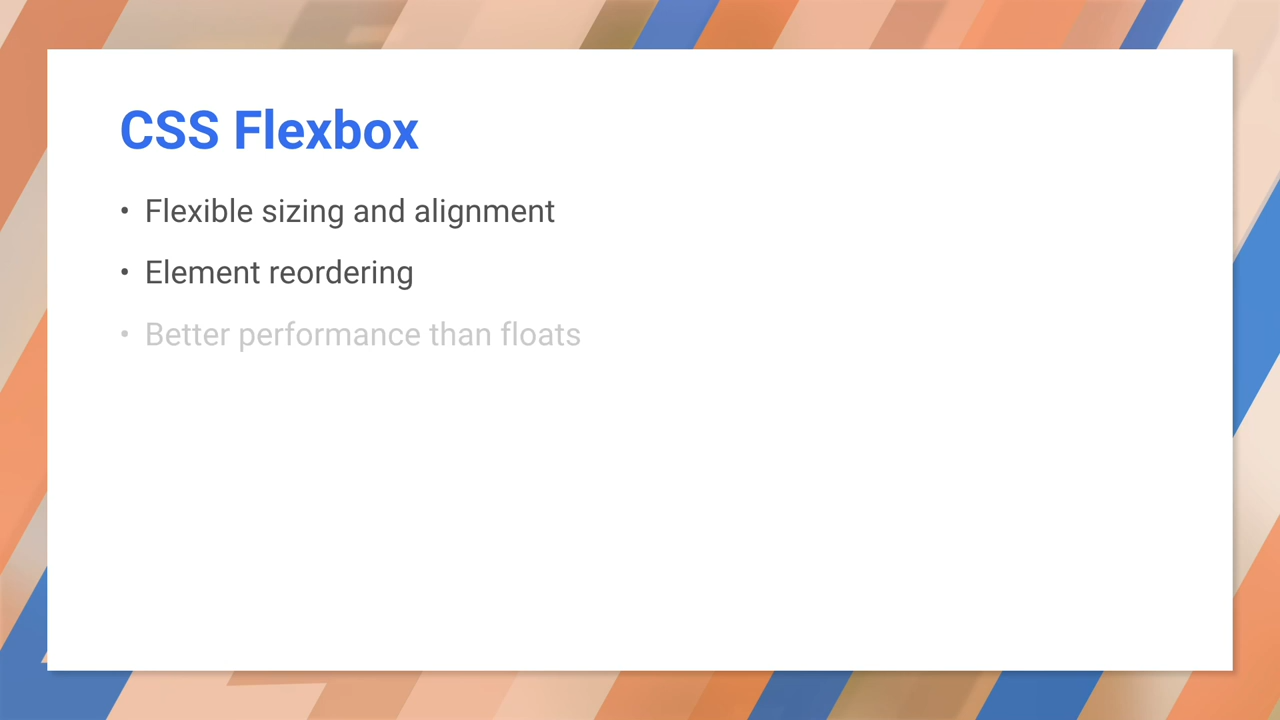 CSS Flexbox
• Flexible sizing and alignment
• Element reordering
• Better performance than floats